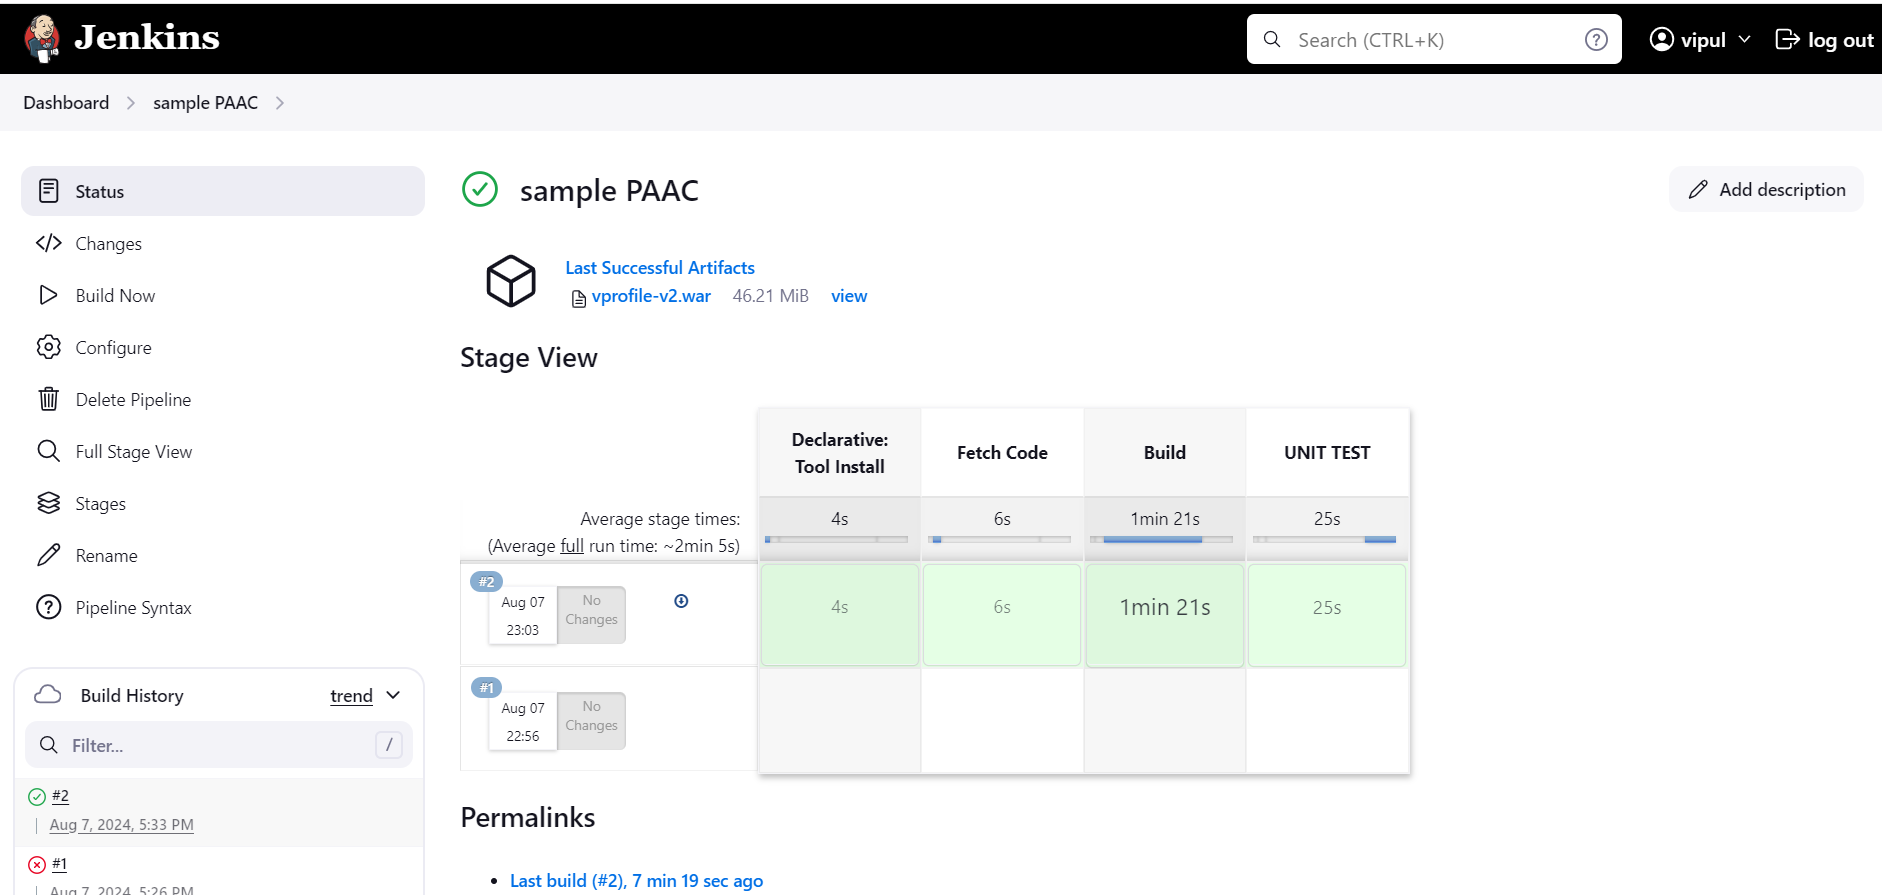 Jenkins
Search (CTRL+K)
?
vipul
log out
Dashboard
sample PAAC
Status
Changes
Build Now
Configure
Delete Pipeline
Full Stage View
Stages
Rename
Pipeline Syntax
Build History
trend
Filter...
/
#2
Aug 7, 2024, 5:33 PM
#1
Aug 7, 2024, 5:26 PM
sample PAAC
Add description
Last Successful Artifacts
vprofile-v2.war 46.21 MiB view
Stage View
Declarative:
Tool Install
Fetch Code
Build
UNIT TEST
Average stage times:
(Average full run time: ~2min 5s)
4s
6s
1min 21s
25s
#2
Aug 07
23:03
No
Changes
4s
6s
1min 21s
25s
#1
Aug 07
22:56
No
Changes
Permalinks
Last build (#2), 7 min 19 sec ago